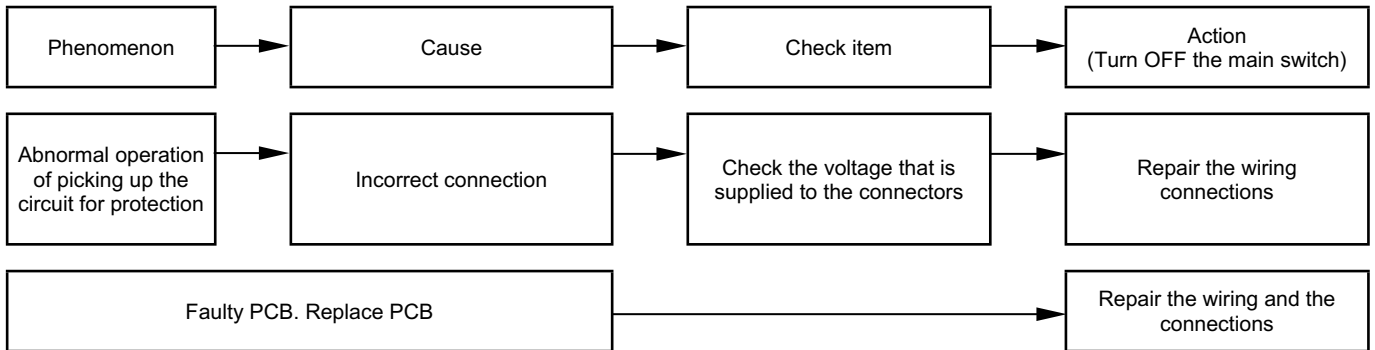 Phenomenon
Cause
Check item
Action
(Turn OFF the main switch)
Abnormal operation
of picking up the
circuit for protection
Incorrect connection
Check the voltage that is
supplied to the connectors
Repair the wiring
connections
Faulty PCB. Replace PCB
Repair the wiring and the
connections